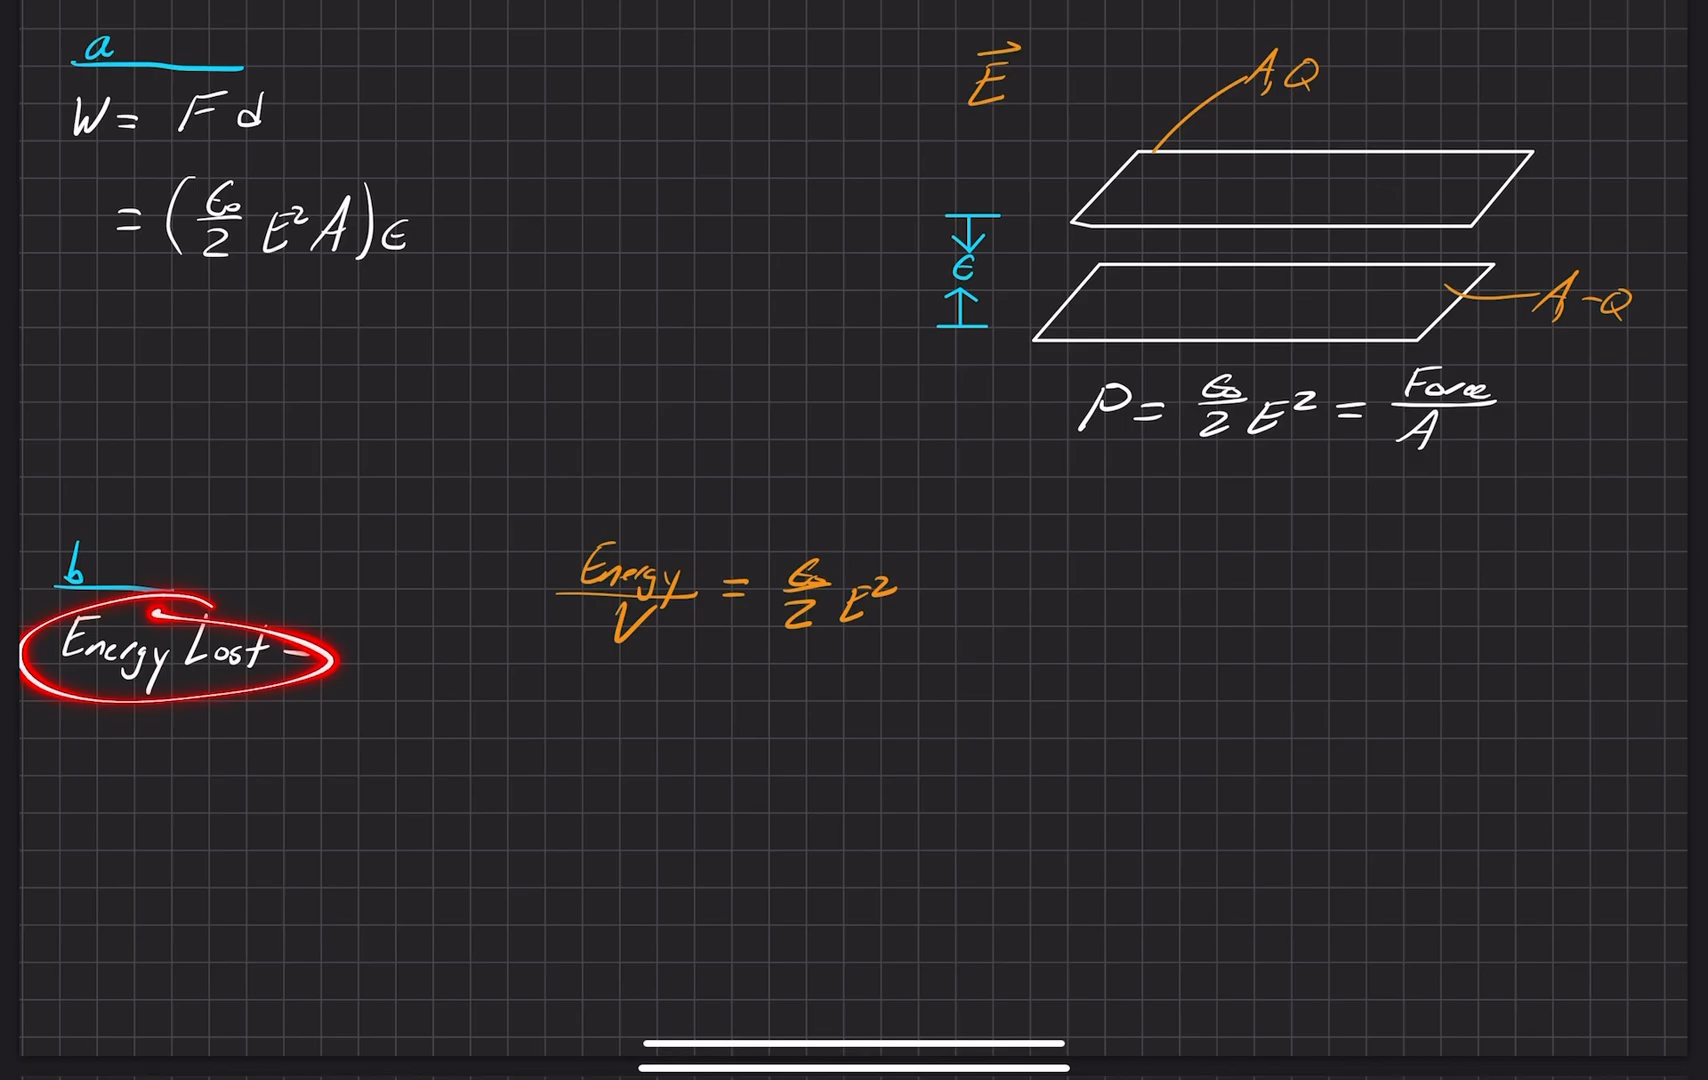 a
W = F d
= (ϵ₀/2 E² A) ϵ
E⃗
A, Q
ϵ
A, -Q
P = ϵ₀/2 E² = Force/A
b
Energy Lost -
Energy/V = ϵ₀/2 E²